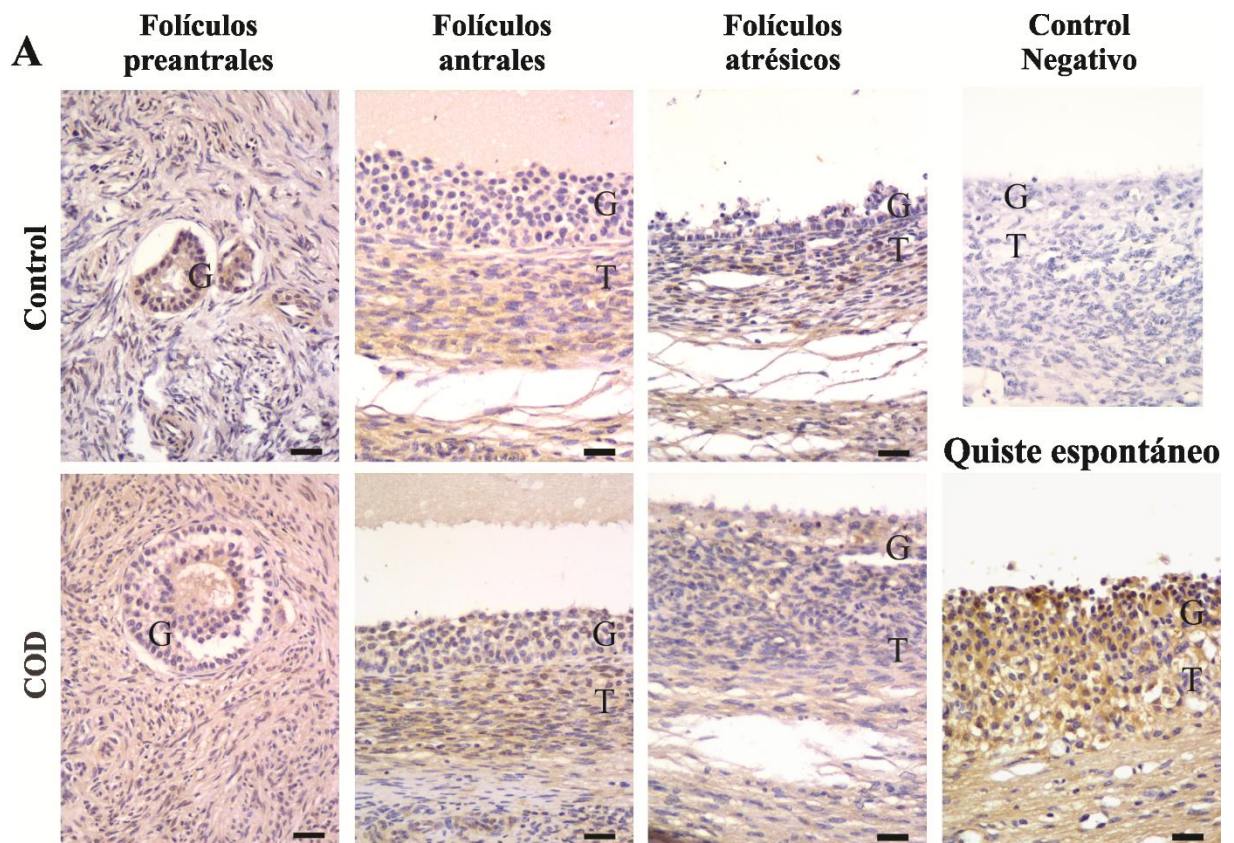 A
Folículos
preantrales
Folículos
antrales
Folículos
atrésicos
Control
Negativo
Control
G
G
T
G
T
G
T
Quiste espontáneo
COD
G
G
T
G
T
G
T